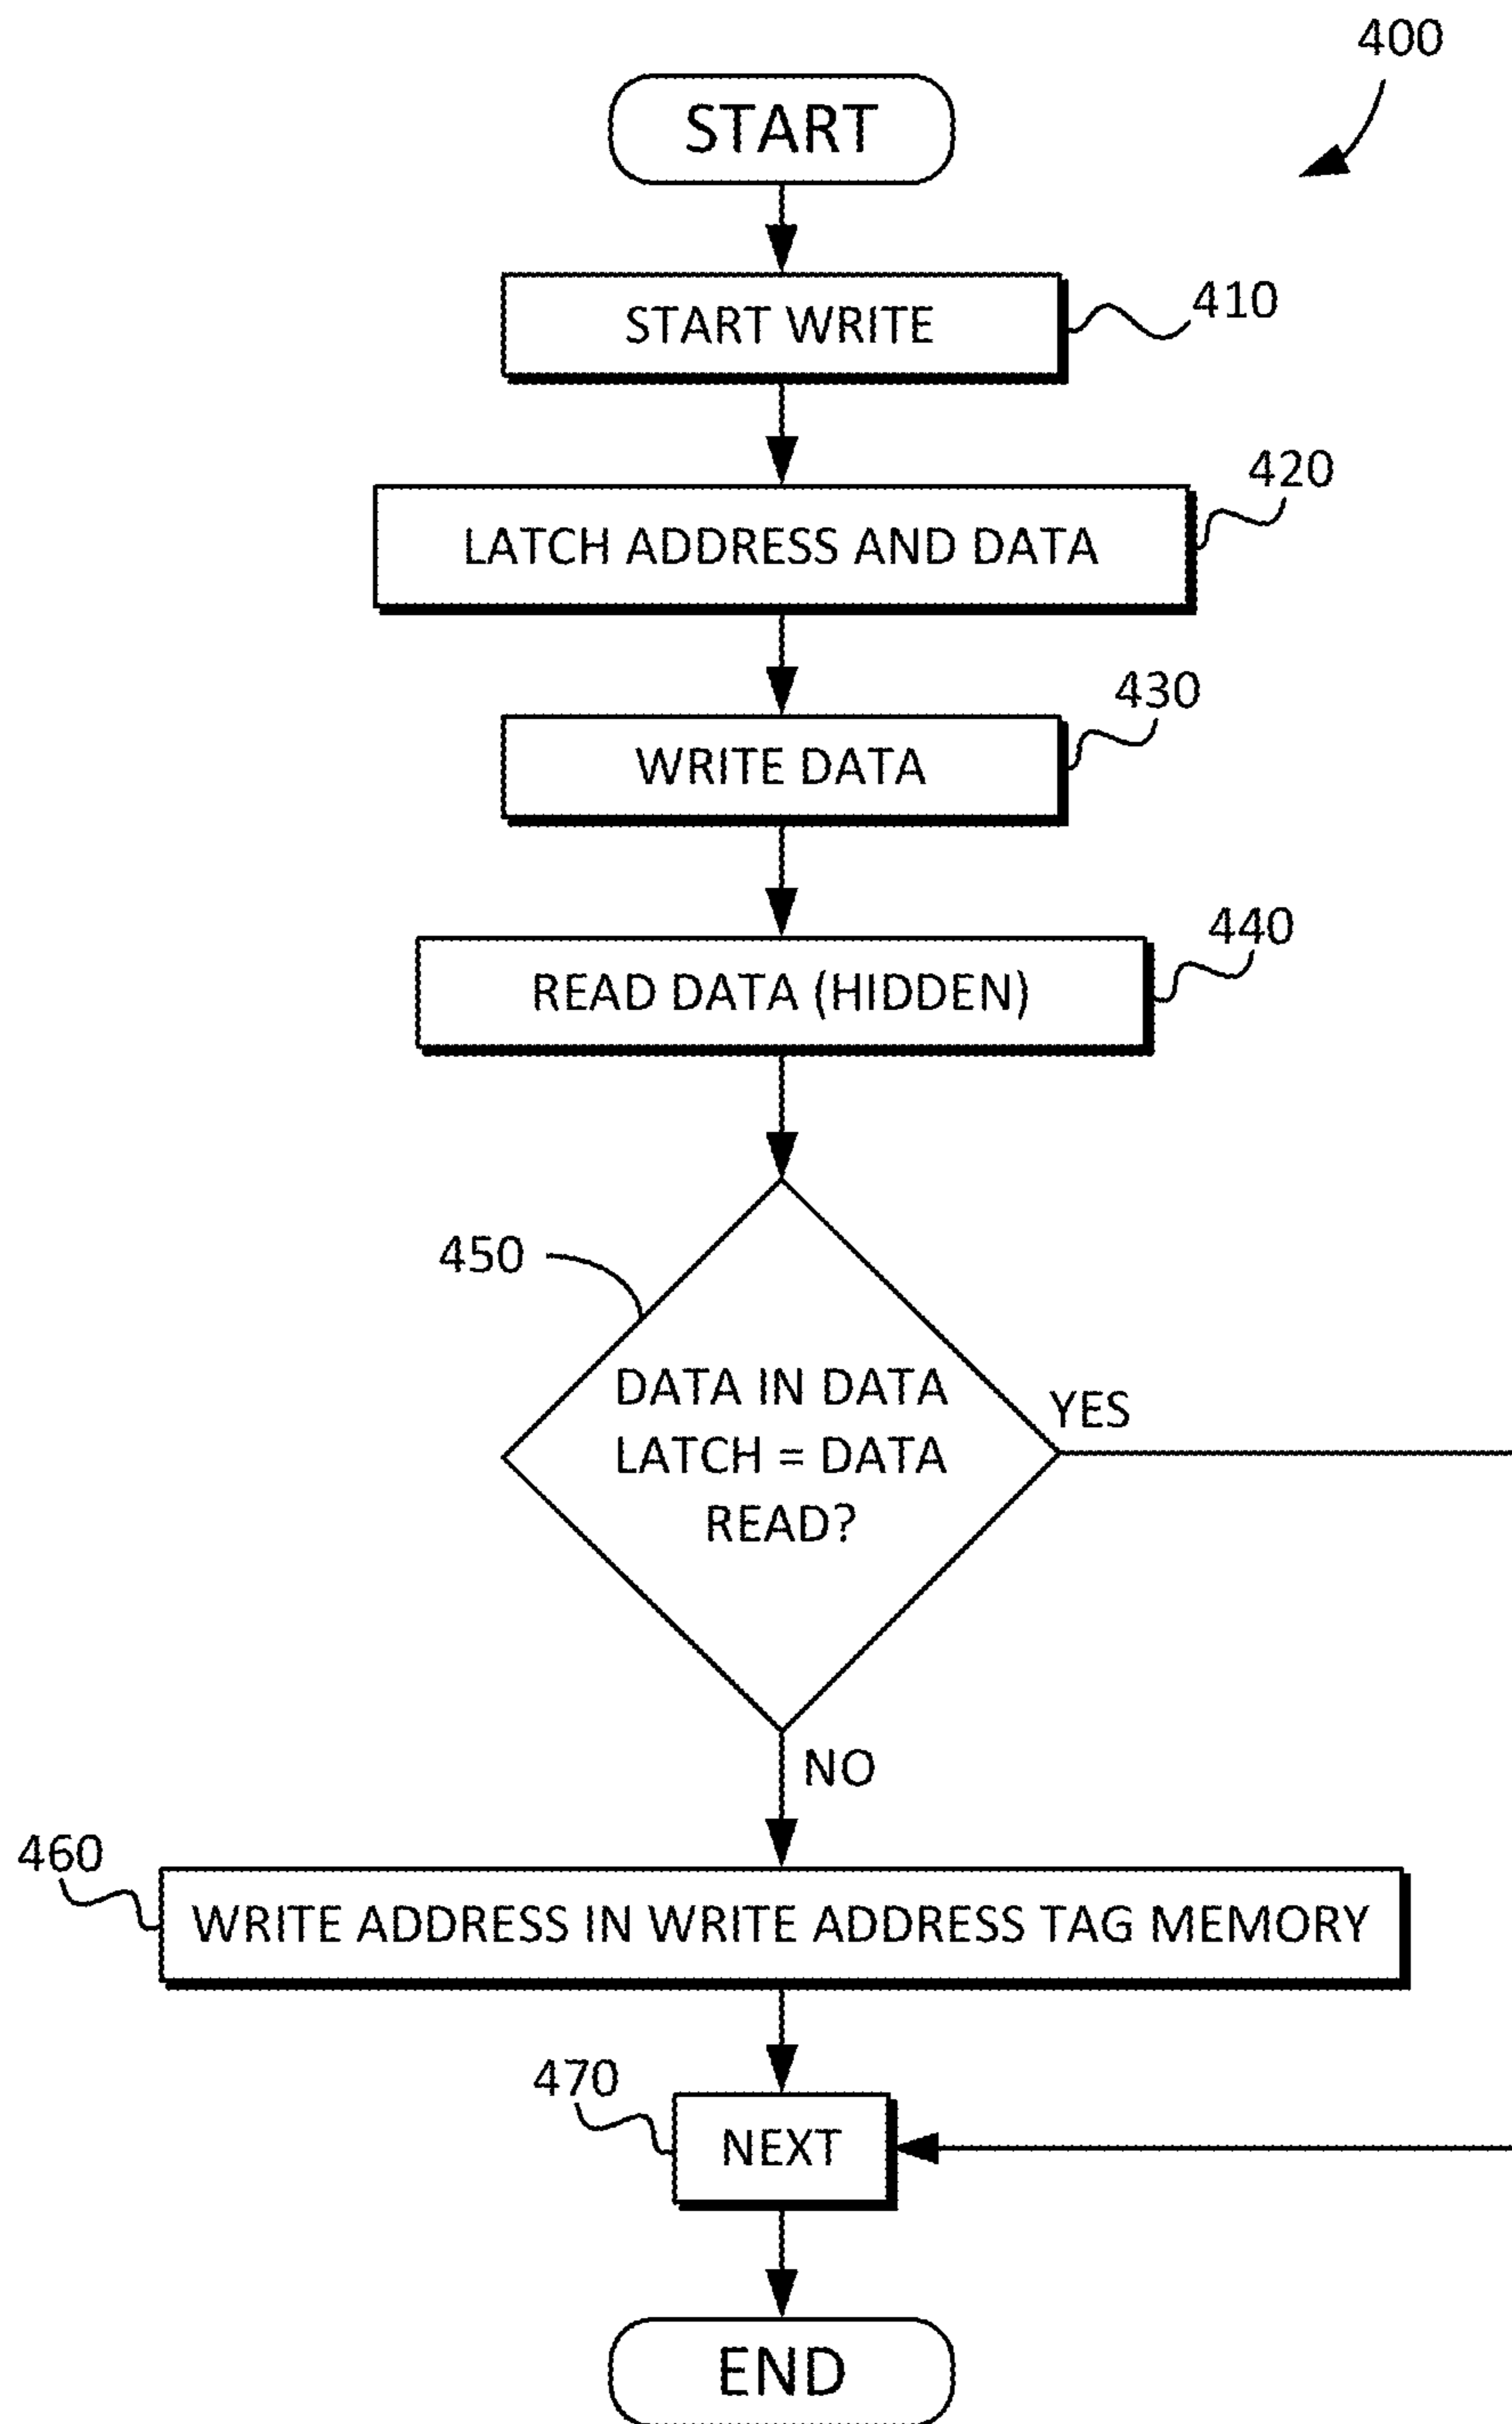 400
START
START WRITE
410
LATCH ADDRESS AND DATA
420
WRITE DATA
430
READ DATA (HIDDEN)
440
450
DATA IN DATA
LATCH = DATA
READ?
YES
NO
460
WRITE ADDRESS IN WRITE ADDRESS TAG MEMORY
470
NEXT
END